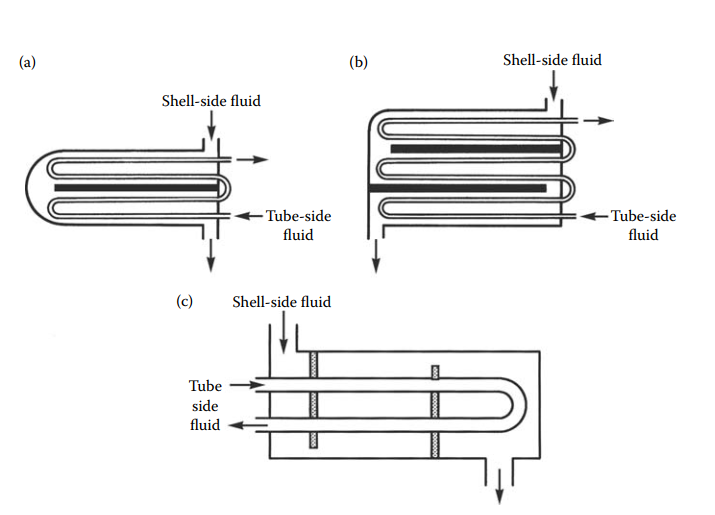 (a)
Shell-side fluid
Tube-side
fluid
(b)
Shell-side fluid
Tube-side
fluid
(c)
Shell-side fluid
Tube
side
fluid